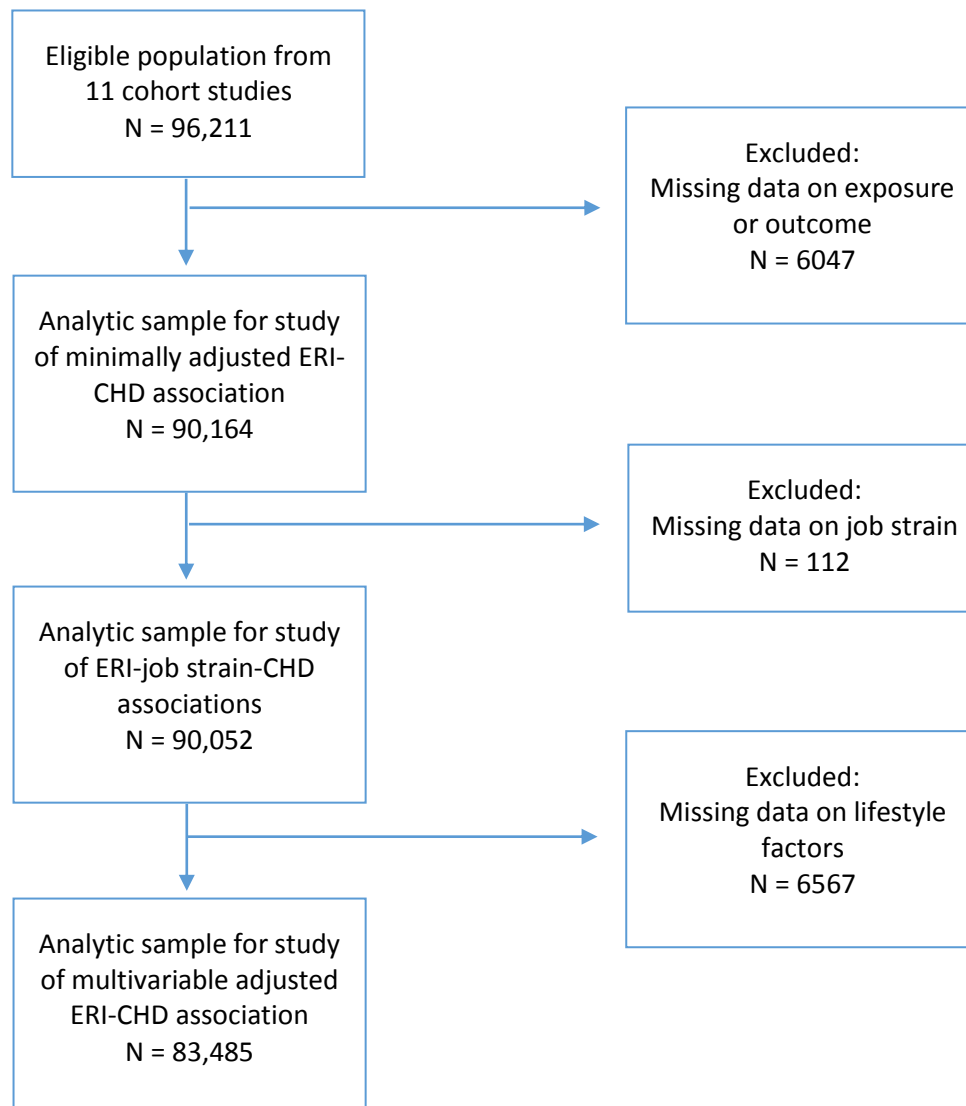 Eligible population from
11 cohort studies
N = 96,211
Excluded:
Missing data on exposure
or outcome
N = 6047
Analytic sample for study
of minimally adjusted ERI-
CHD association
N = 90,164
Excluded:
Missing data on job strain
N = 112
Analytic sample for study
of ERI-job strain-CHD
associations
N = 90,052
Excluded:
Missing data on lifestyle
factors
N = 6567
Analytic sample for study
of multivariable adjusted
ERI-CHD association
N = 83,485